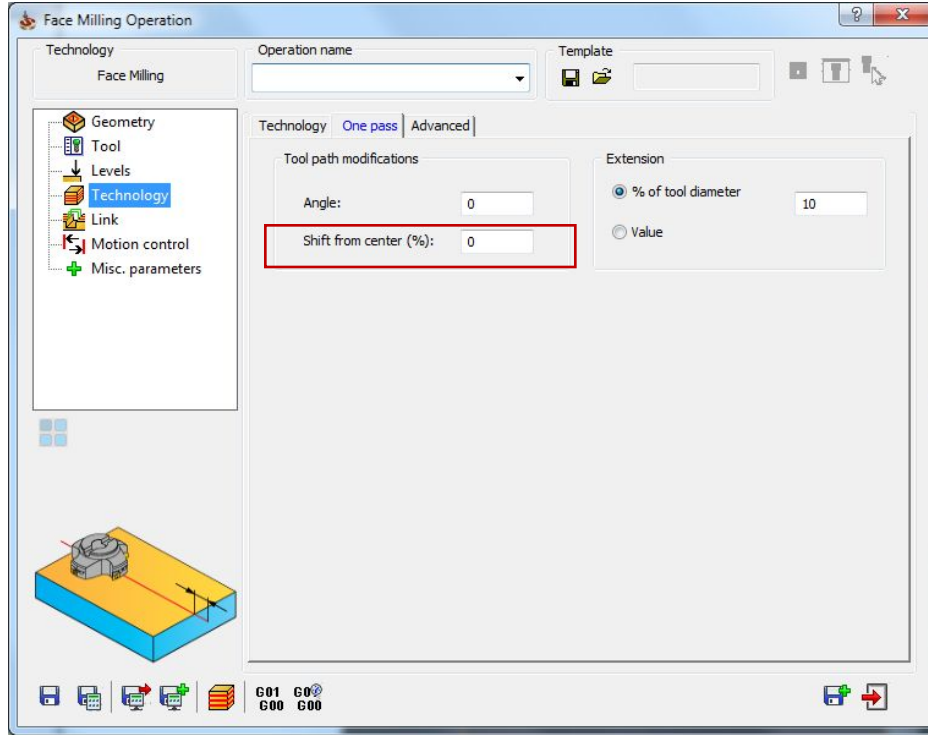 Face Milling Operation
Technology
Face Milling
Operation name
Template
Geometry
Tool
Levels
Technology
Link
Motion control
Misc. parameters
Technology One pass Advanced
Tool path modifications
Angle: 0
Shift from center (%): 0
Extension
% of tool diameter 10
Value
G01 G0
G00 G00